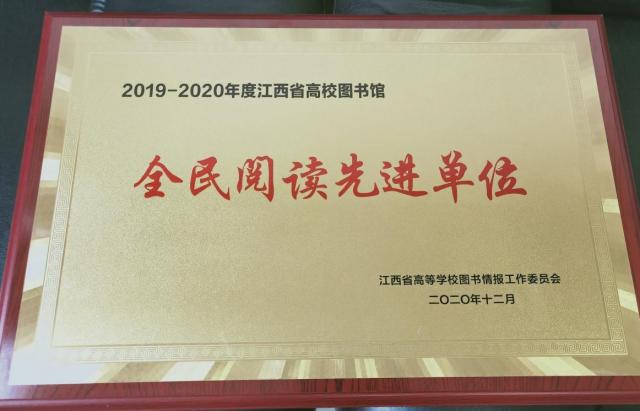 2019-2020年度江西省高校图书馆
全民阅读先进单位
江西省高等学校图书情报工作委员会
二〇二〇年十二月